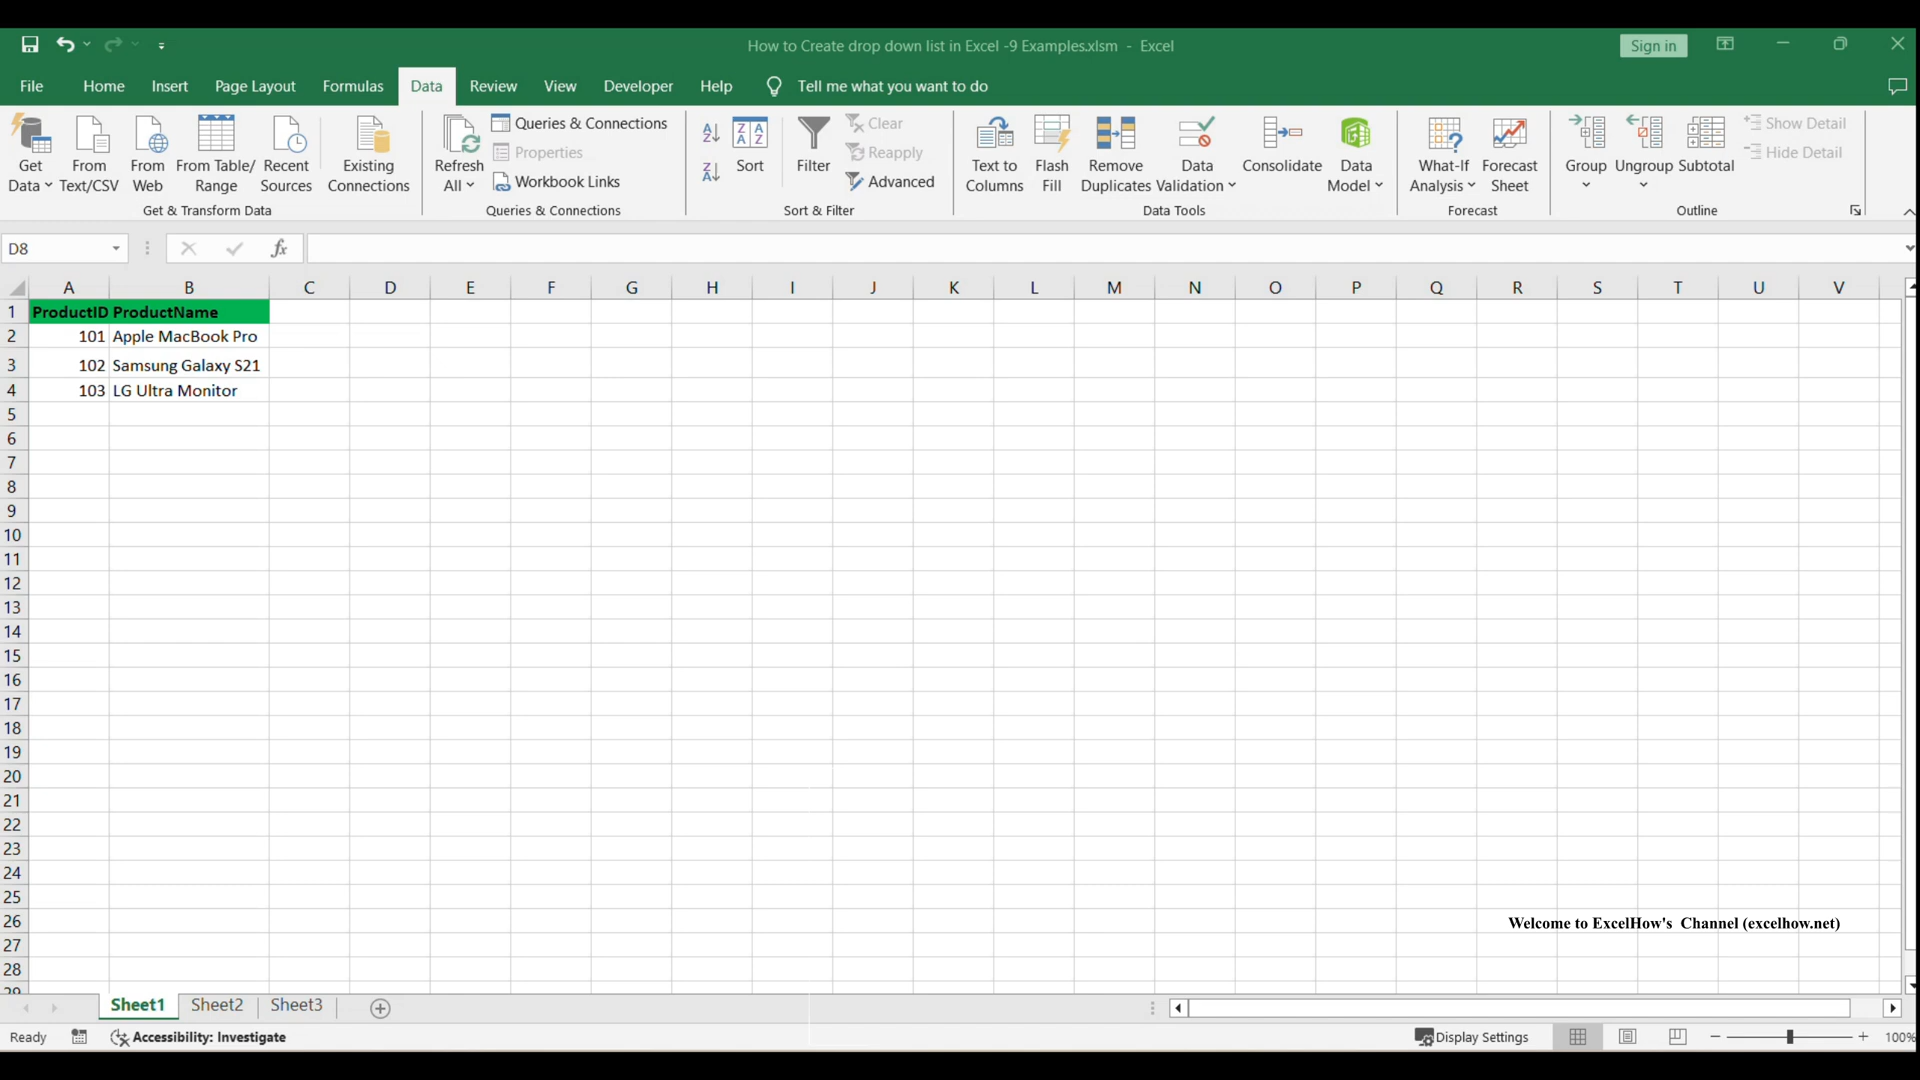 How to Create drop down list in Excel -9 Examples.xlsm - Excel
Sign in
File Home Insert Page Layout Formulas Data Review View Developer Help Tell me what you want to do
Get Data
From Text/CSV
From Web
From Table/ Range
Recent Sources
Existing Connections
Get & Transform Data
Refresh All
Queries & Connections
Properties
Workbook Links
Queries & Connections
Sort
Filter
Clear
Reapply
Advanced
Sort & Filter
Text to Columns
Flash Fill
Remove Duplicates
Data Validation
Consolidate
Data Model
Data Tools
What-If Analysis
Forecast Sheet
Forecast
Group
Ungroup
Subtotal
Show Detail
Hide Detail
Outline
D8
fx
A B C D E F G H I J K L M N O P Q R S T U V
1 ProductID ProductName
2 101 Apple MacBook Pro
3 102 Samsung Galaxy S21
4 103 LG Ultra Monitor
5
6
7
8
9
10
11
12
13
14
15
16
17
18
19
20
21
22
23
24
25
26
Welcome to ExcelHow's Channel (excelhow.net)
27
28
29
Sheet1 Sheet2 Sheet3
Ready Accessibility: Investigate Display Settings 100%